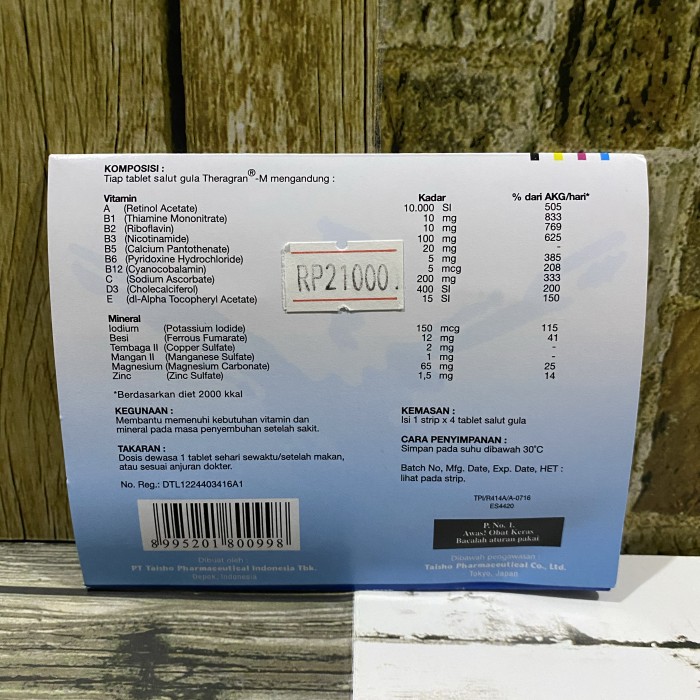 KOMPOSISI :
Tiap tablet salut gula Theragran®-M mengandung :
Vitamin Kadar % dari AKG/hari*
A (Retinol Acetate) 10.000 SI 505
B1 (Thiamine Mononitrate) 10 mg 833
B2 (Riboflavin) 10 mg 769
B3 (Nicotinamide) 100 mg 625
B5 (Calcium Pantothenate) 20 mg -
B6 (Pyridoxine Hydrochloride) 5 mg 385
B12 (Cyanocobalamin) 5 mcg 208
C (Sodium Ascorbate) 200 mg 333
D3 (Cholecalciferol) 400 SI 200
E (dl-Alpha Tocopheryl Acetate) 15 SI 150
RP21000.
Mineral
Iodium (Potassium Iodide) 150 mcg 115
Besi (Ferrous Fumarate) 12 mg 41
Tembaga II (Copper Sulfate) 2 mg -
Mangan II (Manganese Sulfate) 1 mg -
Magnesium (Magnesium Carbonate) 65 mg 25
Zinc (Zinc Sulfate) 1,5 mg 14
*Berdasarkan diet 2000 kkal
KEGUNAAN :
Membantu memenuhi kebutuhan vitamin dan
mineral pada masa penyembuhan setelah sakit.
TAKARAN :
Dosis dewasa 1 tablet sehari sewaktu/setelah makan,
atau sesuai anjuran dokter.
No. Reg.: DTL1224403416A1
8995201800998
Dibuat oleh :
PT Taisho Pharmaceutical Indonesia Tbk.
Depok, Indonesia
KEMASAN :
Isi 1 strip x 4 tablet salut gula
CARA PENYIMPANAN :
Simpan pada suhu dibawah 30°C
Batch No, Mfg. Date, Exp. Date, HET :
lihat pada strip.
TPI/R414A/A-0716
ES4420
P. No. 1.
Awas! Obat Keras
Bacalah aturan pakai
Dibawah pengawasan :
Taisho Pharmaceutical Co., Ltd.
Tokyo, Japan